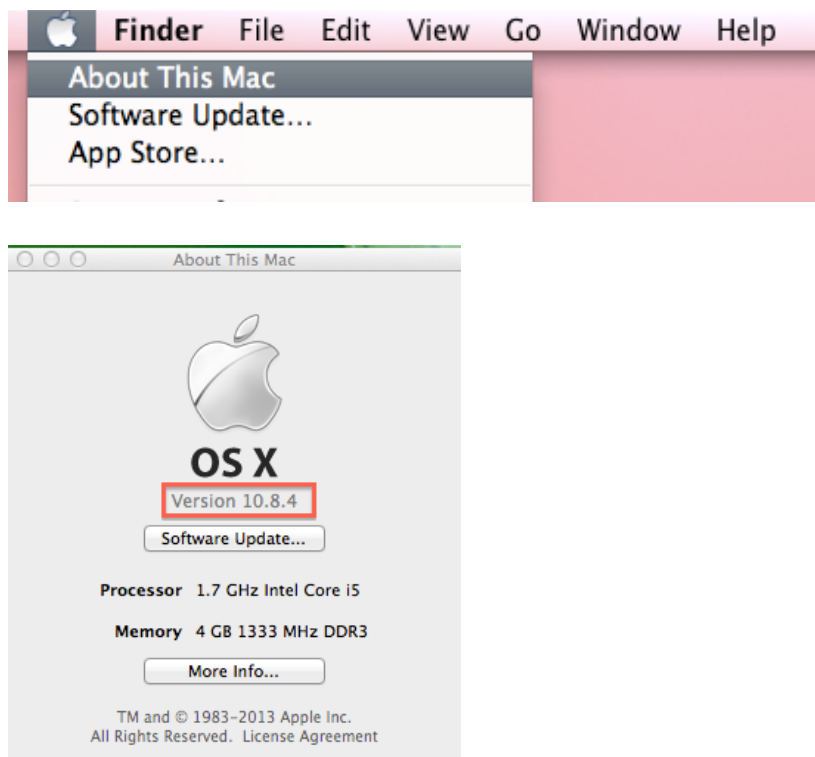 Finder File Edit View Go Window Help
About This Mac
Software Update...
App Store...
About This Mac
OS X
Version 10.8.4
Software Update...
Processor 1.7 GHz Intel Core i5
Memory 4 GB 1333 MHz DDR3
More Info...
TM and © 1983–2013 Apple Inc.
All Rights Reserved. License Agreement